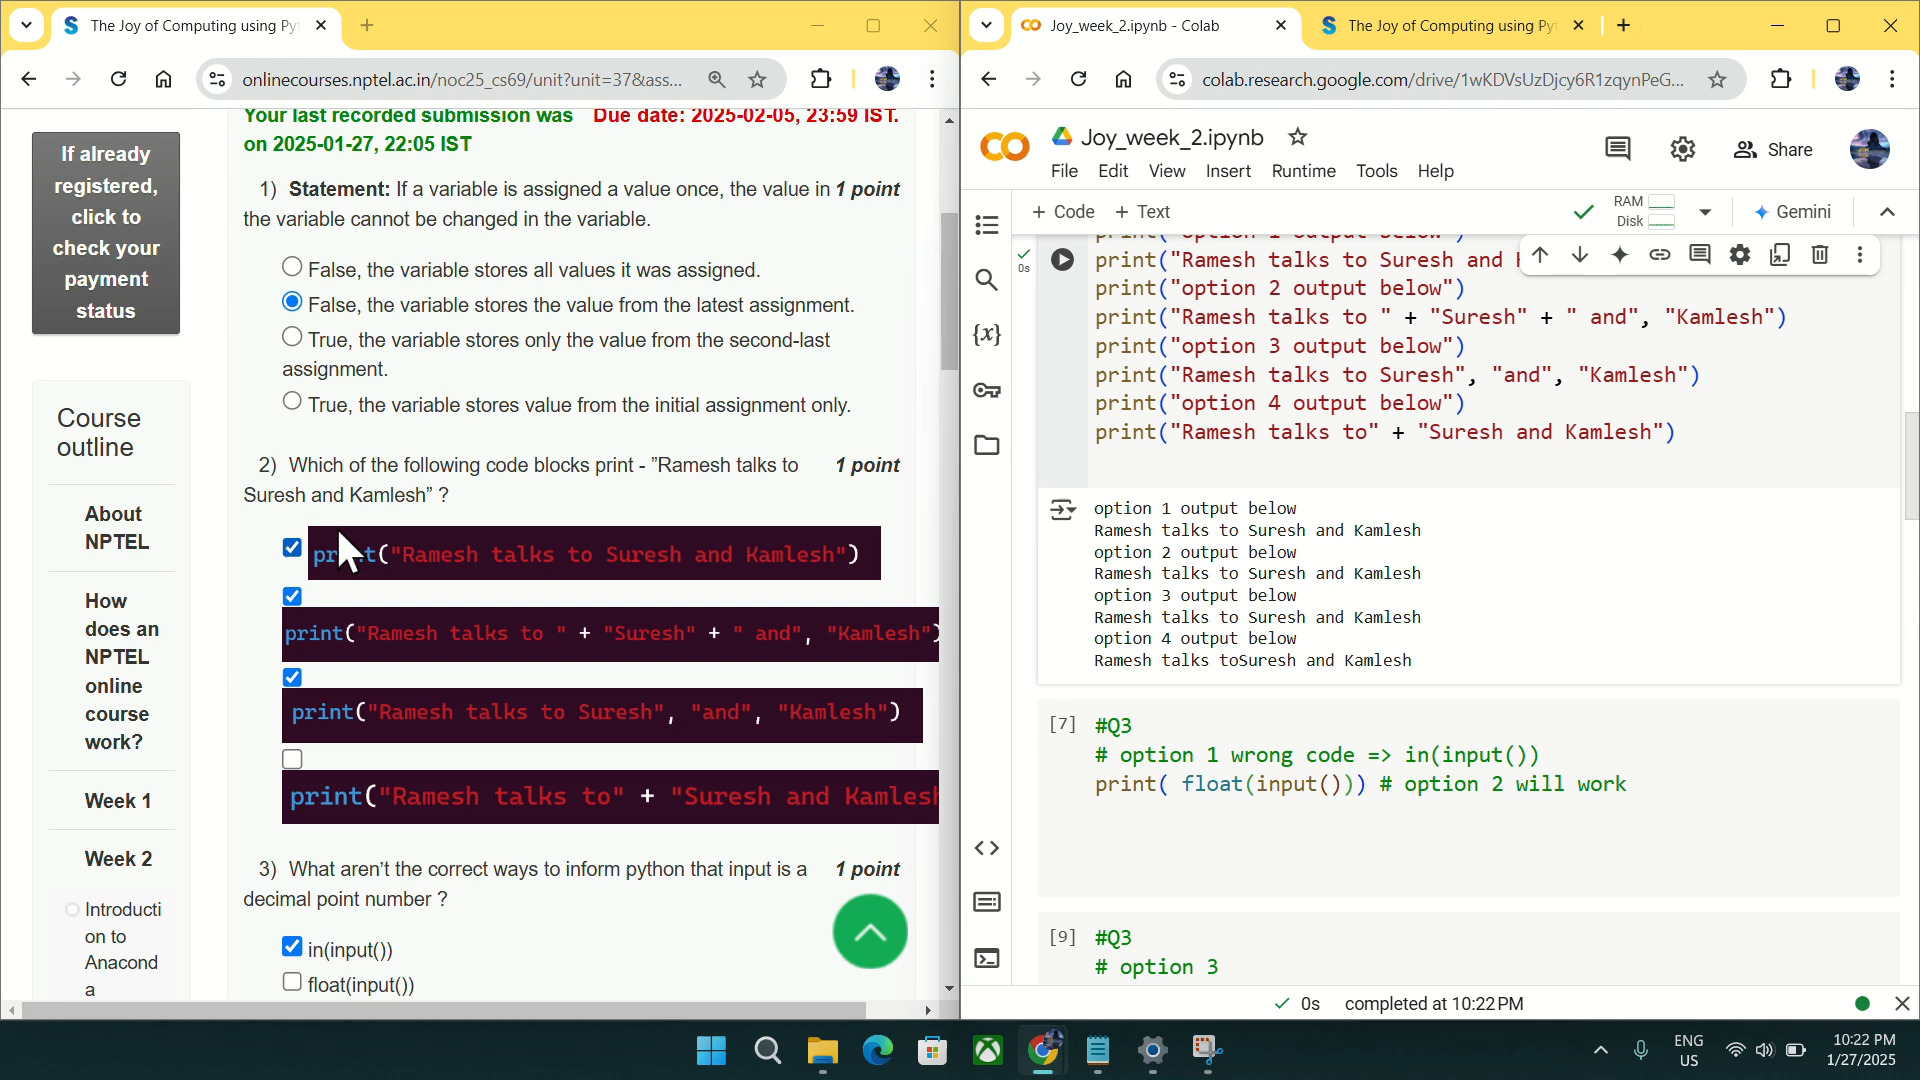 The Joy of Computing using Py
onlinecourses.nptel.ac.in/noc25_cs69/unit?unit=37&ass...
Your last recorded submission was on 2025-01-27, 22:05 IST
Due date: 2025-02-05, 23:59 IST.
If already
registered,
click to
check your
payment
status
Course
outline
About
NPTEL
How
does an
NPTEL
online
course
work?
Week 1
Week 2
Introducti
on to
Anacond
a
1) Statement: If a variable is assigned a value once, the value in 1 point
the variable cannot be changed in the variable.
False, the variable stores all values it was assigned.
False, the variable stores the value from the latest assignment.
True, the variable stores only the value from the second-last
assignment.
True, the variable stores value from the initial assignment only.
2) Which of the following code blocks print - ”Ramesh talks to 1 point
Suresh and Kamlesh” ?
print("Ramesh talks to Suresh and Kamlesh")
print("Ramesh talks to " + "Suresh" + " and", "Kamlesh")
print("Ramesh talks to Suresh", "and", "Kamlesh")
print("Ramesh talks to" + "Suresh and Kamlesh
3) What aren’t the correct ways to inform python that input is a 1 point
decimal point number ?
in(input())
float(input())
Joy_week_2.ipynb - Colab
The Joy of Computing using Py
colab.research.google.com/drive/1wKDVsUzDjcy6R1zqynPeG...
Joy_week_2.ipynb
File Edit View Insert Runtime Tools Help
Share
+ Code + Text
RAM
Disk
Gemini
0s
print("option 1 output below")
print("Ramesh talks to Suresh and
print("option 2 output below")
print("Ramesh talks to " + "Suresh" + " and", "Kamlesh")
print("option 3 output below")
print("Ramesh talks to Suresh", "and", "Kamlesh")
print("option 4 output below")
print("Ramesh talks to" + "Suresh and Kamlesh")
option 1 output below
Ramesh talks to Suresh and Kamlesh
option 2 output below
Ramesh talks to Suresh and Kamlesh
option 3 output below
Ramesh talks to Suresh and Kamlesh
option 4 output below
Ramesh talks toSuresh and Kamlesh
[7] #Q3
# option 1 wrong code => in(input())
print( float(input())) # option 2 will work
[9] #Q3
# option 3
0s completed at 10:22 PM
ENG
US
10:22 PM
1/27/2025